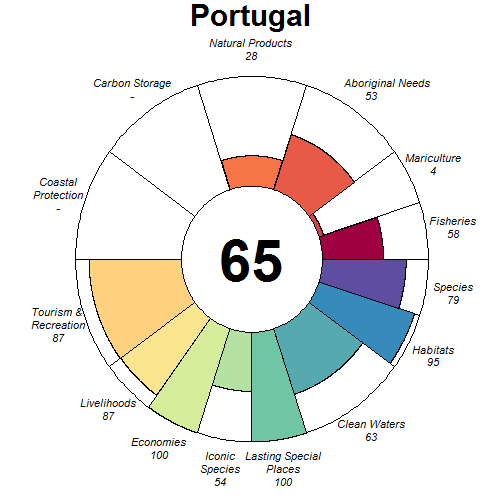 Portugal
Natural Products
28
Carbon Storage
-
Aboriginal Needs
53
Mariculture
4
Coastal
Protection
-
Fisheries
58
65
Species
79
Tourism &
Recreation
87
Habitats
95
Livelihoods
87
Clean Waters
63
Economies
100
Iconic
Species
54
Lasting Special
Places
100